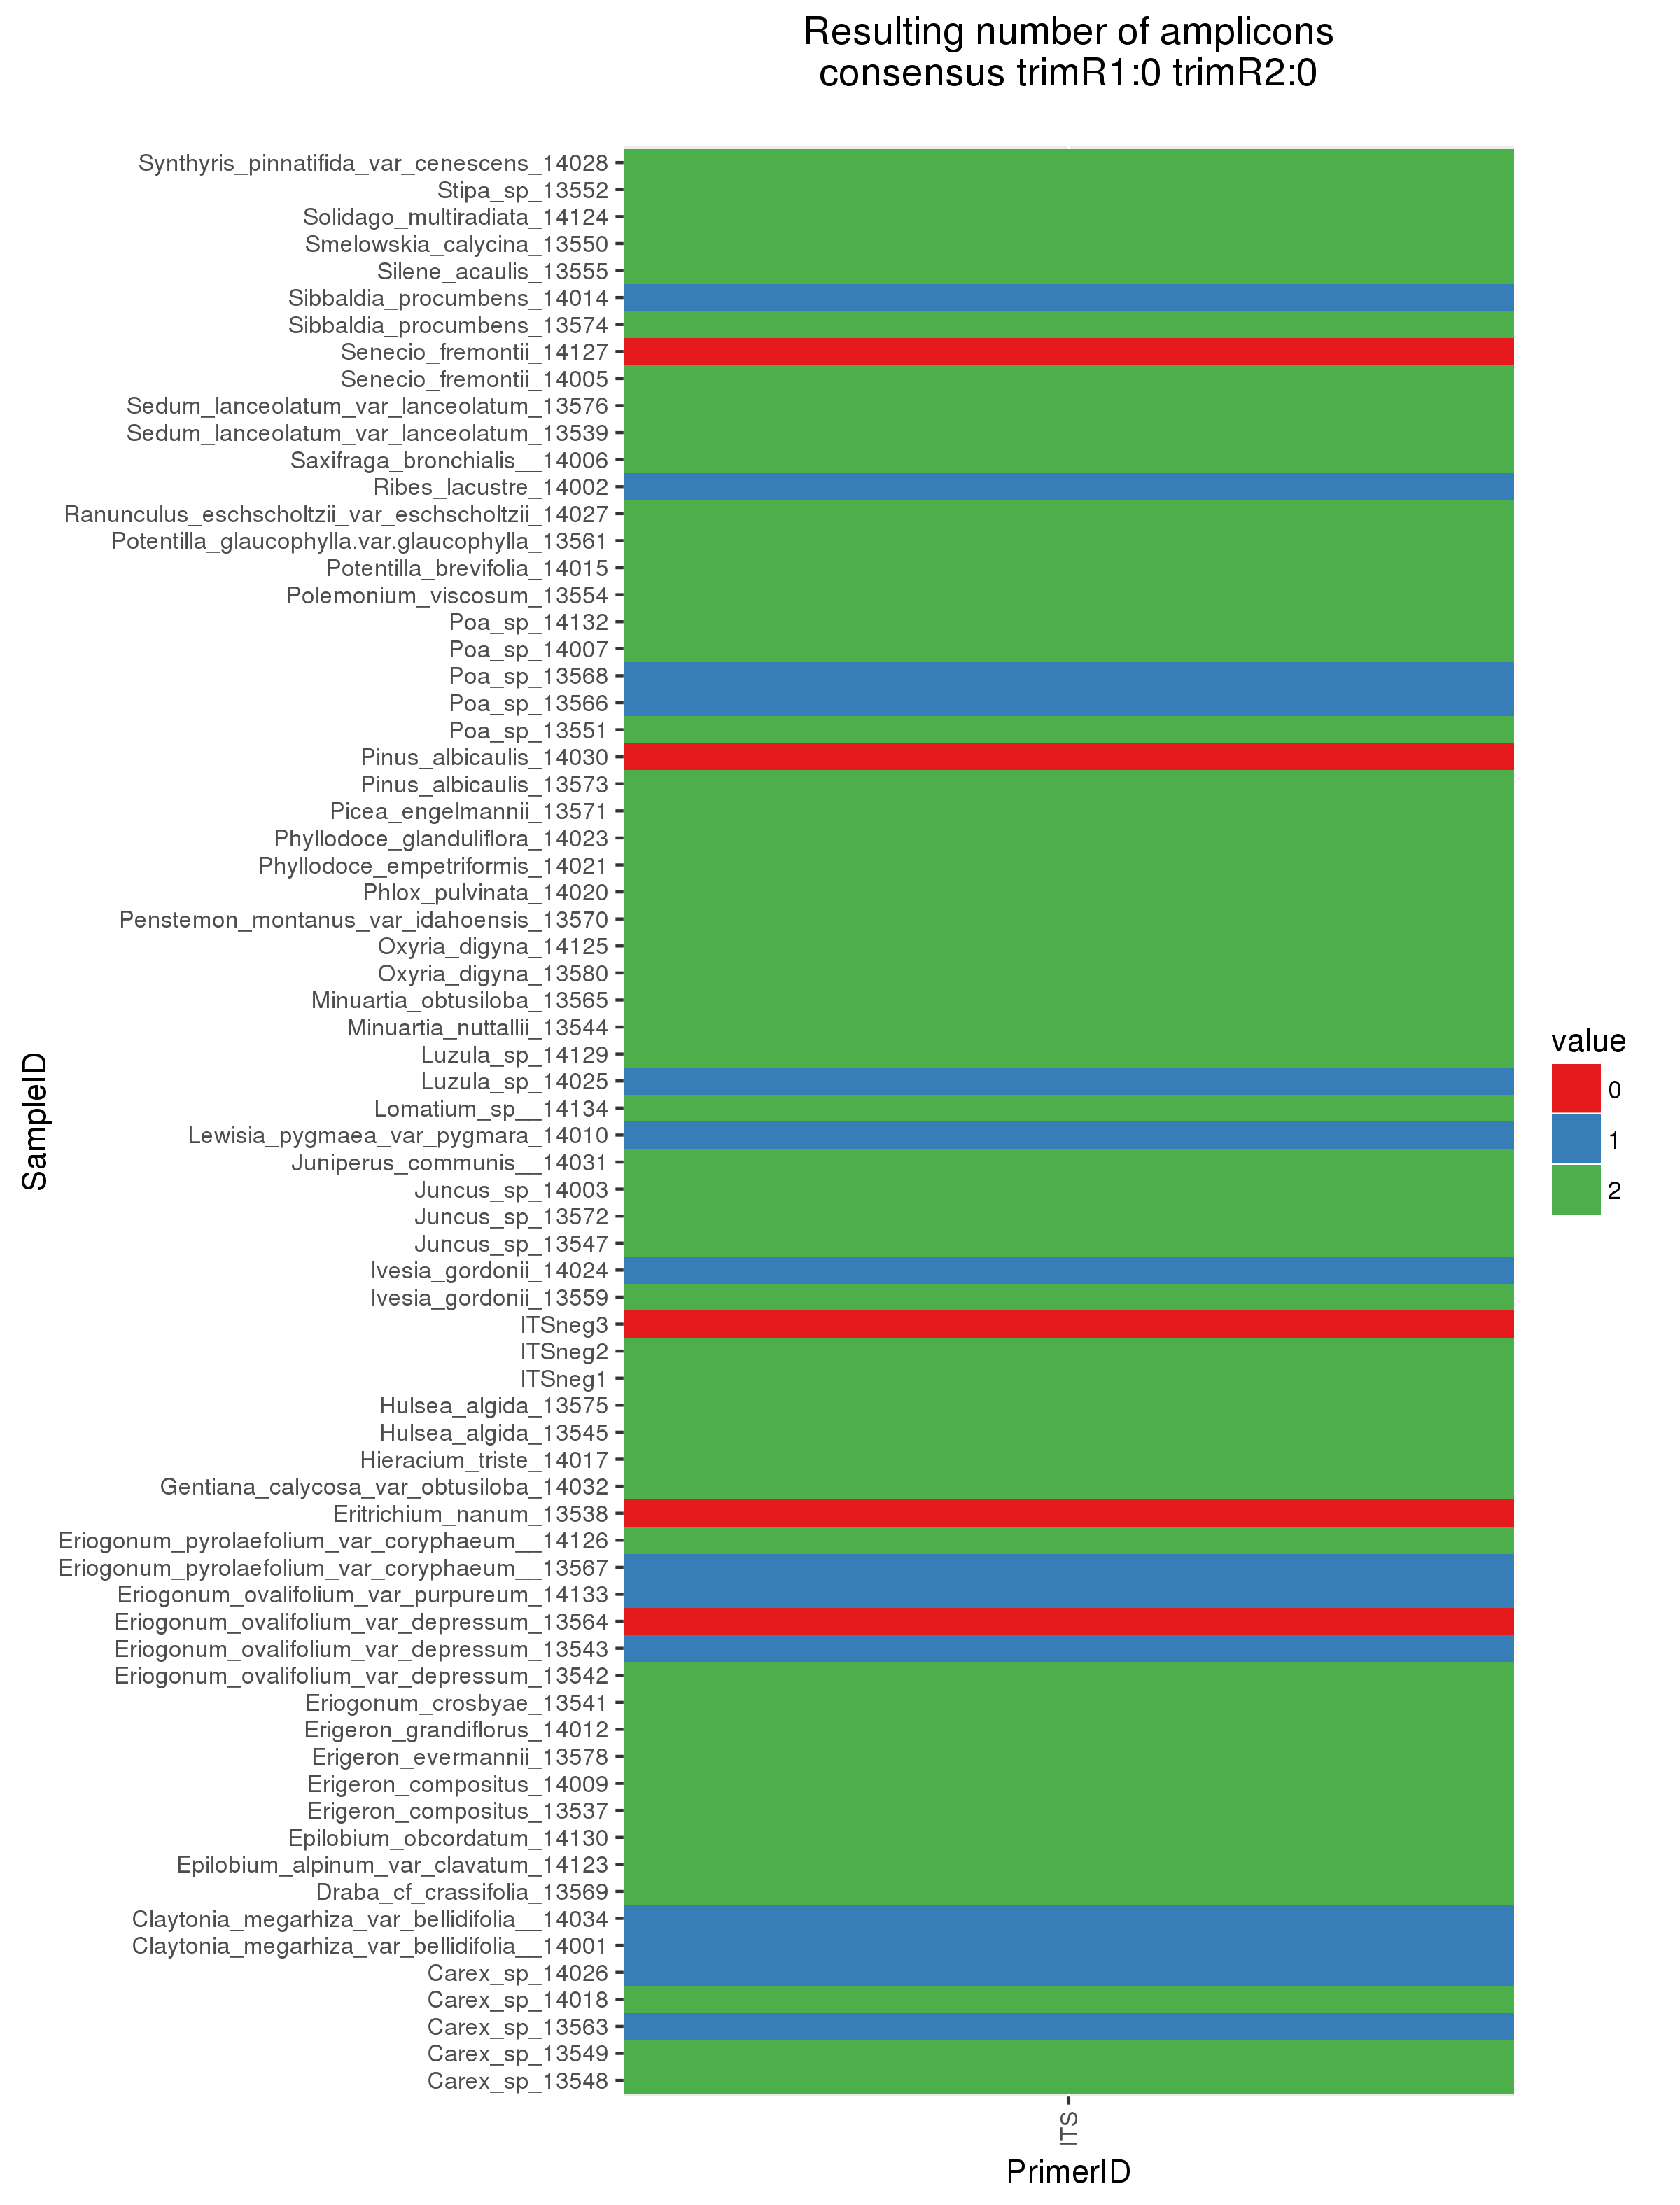 Resulting number of amplicons
consensus trimR1:0 trimR2:0
Synthyris_pinnatifida_var_cenescens_14028
Stipa_sp_13552
Solidago_multiradiata_14124
Smelowskia_calycina_13550
Silene_acaulis_13555
Sibbaldia_procumbens_14014
Sibbaldia_procumbens_13574
Senecio_fremontii_14127
Senecio_fremontii_14005
Sedum_lanceolatum_var_lanceolatum_13576
Sedum_lanceolatum_var_lanceolatum_13539
Saxifraga_bronchialis__14006
Ribes_lacustre_14002
Ranunculus_eschscholtzii_var_eschscholtzii_14027
Potentilla_glaucophylla.var.glaucophylla_13561
Potentilla_brevifolia_14015
Polemonium_viscosum_13554
Poa_sp_14132
Poa_sp_14007
Poa_sp_13568
Poa_sp_13566
Poa_sp_13551
Pinus_albicaulis_14030
Pinus_albicaulis_13573
Picea_engelmannii_13571
Phyllodoce_glanduliflora_14023
Phyllodoce_empetriformis_14021
Phlox_pulvinata_14020
Penstemon_montanus_var_idahoensis_13570
Oxyria_digyna_14125
Oxyria_digyna_13580
Minuartia_obtusiloba_13565
Minuartia_nuttallii_13544
Luzula_sp_14129
Luzula_sp_14025
Lomatium_sp__14134
Lewisia_pygmaea_var_pygmara_14010
Juniperus_communis__14031
Juncus_sp_14003
Juncus_sp_13572
Juncus_sp_13547
Ivesia_gordonii_14024
Ivesia_gordonii_13559
ITSneg3
ITSneg2
ITSneg1
Hulsea_algida_13575
Hulsea_algida_13545
Hieracium_triste_14017
Gentiana_calycosa_var_obtusiloba_14032
Eritrichium_nanum_13538
Eriogonum_pyrolaefolium_var_coryphaeum__14126
Eriogonum_pyrolaefolium_var_coryphaeum__13567
Eriogonum_ovalifolium_var_purpureum_14133
Eriogonum_ovalifolium_var_depressum_13564
Eriogonum_ovalifolium_var_depressum_13543
Eriogonum_ovalifolium_var_depressum_13542
Eriogonum_crosbyae_13541
Erigeron_grandiflorus_14012
Erigeron_evermannii_13578
Erigeron_compositus_14009
Erigeron_compositus_13537
Epilobium_obcordatum_14130
Epilobium_alpinum_var_clavatum_14123
Draba_cf_crassifolia_13569
Claytonia_megarhiza_var_bellidifolia__14034
Claytonia_megarhiza_var_bellidifolia__14001
Carex_sp_14026
Carex_sp_14018
Carex_sp_13563
Carex_sp_13549
Carex_sp_13548
SampleID
ITS
PrimerID
value
0
1
2